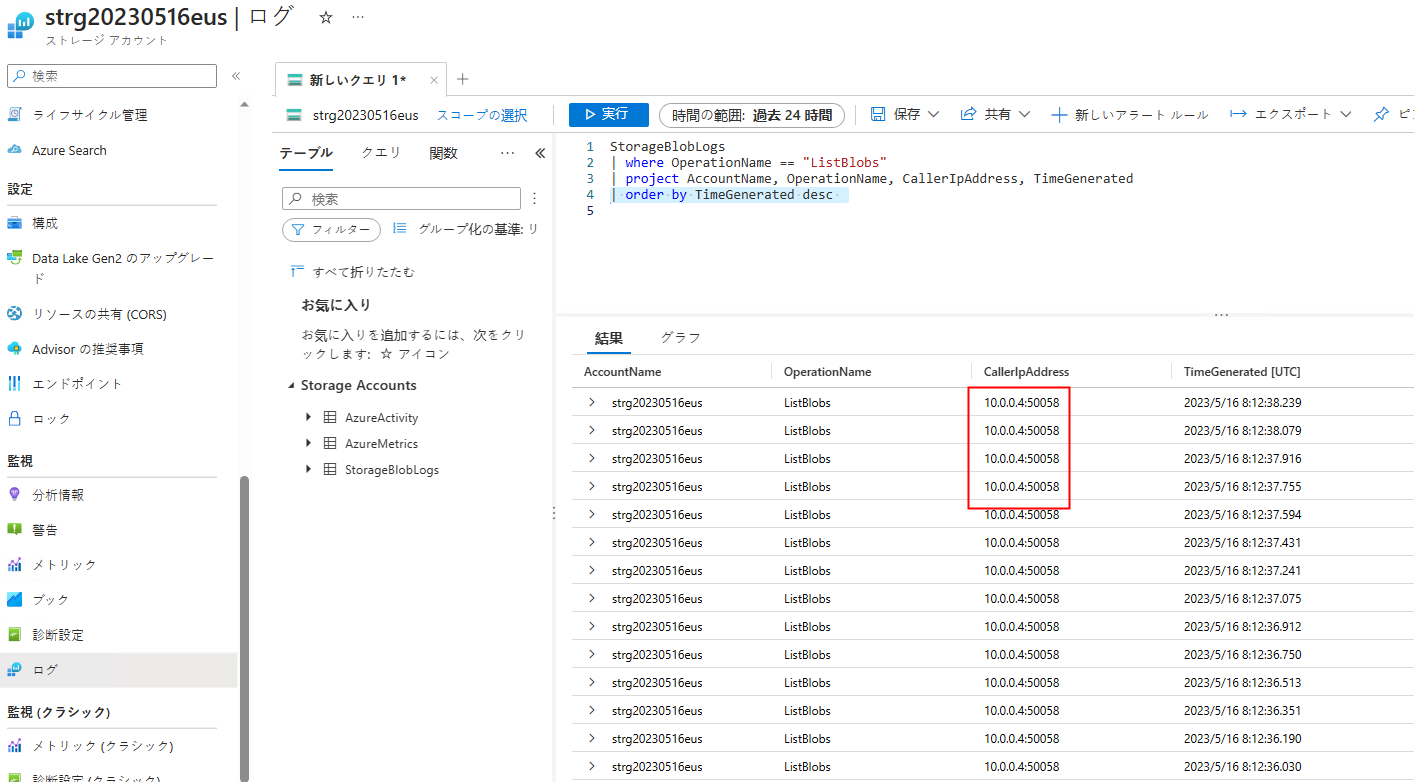 strg20230516eus | ログ ☆ ...
ストレージ アカウント
検索
«
ライフサイクル管理
Azure Search
設定
構成
Data Lake Gen2 のアップグレー
ド
リソースの共有 (CORS)
Advisor の推奨事項
エンドポイント
ロック
監視
分析情報
警告
メトリック
ブック
診断設定
ログ
監視 (クラシック)
メトリック (クラシック)
診断設定 (クラシック)
新しいクエリ 1* × +
strg20230516eus スコープの選択
実行 時間の範囲: 過去 24 時間 保存 共有 新しいアラート ルール エクスポート ピ
テーブル クエリ 関数 ... «
検索
フィルター グループ化の基準: リ
すべて折りたたむ
お気に入り
お気に入りを追加するには、次をクリ
ックします: ☆ アイコン
Storage Accounts
AzureActivity
AzureMetrics
StorageBlobLogs
1 StorageBlobLogs
2 | where OperationName == "ListBlobs"
3 | project AccountName, OperationName, CallerIpAddress, TimeGenerated
4 | order by TimeGenerated desc
5
結果 グラフ
AccountName OperationName CallerIpAddress TimeGenerated [UTC]
strg20230516eus ListBlobs 10.0.0.4:50058 2023/5/16 8:12:38.239
strg20230516eus ListBlobs 10.0.0.4:50058 2023/5/16 8:12:38.079
strg20230516eus ListBlobs 10.0.0.4:50058 2023/5/16 8:12:37.916
strg20230516eus ListBlobs 10.0.0.4:50058 2023/5/16 8:12:37.755
strg20230516eus ListBlobs 10.0.0.4:50058 2023/5/16 8:12:37.594
strg20230516eus ListBlobs 10.0.0.4:50058 2023/5/16 8:12:37.431
strg20230516eus ListBlobs 10.0.0.4:50058 2023/5/16 8:12:37.241
strg20230516eus ListBlobs 10.0.0.4:50058 2023/5/16 8:12:37.075
strg20230516eus ListBlobs 10.0.0.4:50058 2023/5/16 8:12:36.912
strg20230516eus ListBlobs 10.0.0.4:50058 2023/5/16 8:12:36.750
strg20230516eus ListBlobs 10.0.0.4:50058 2023/5/16 8:12:36.513
strg20230516eus ListBlobs 10.0.0.4:50058 2023/5/16 8:12:36.351
strg20230516eus ListBlobs 10.0.0.4:50058 2023/5/16 8:12:36.190
strg20230516eus ListBlobs 10.0.0.4:50058 2023/5/16 8:12:36.030